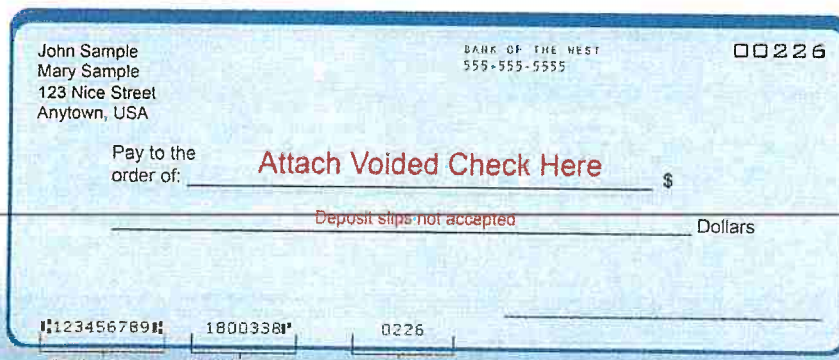 John Sample
Mary Sample
123 Nice Street
Anytown, USA
BANK OF THE WEST
555-555-5555
00226
Pay to the
order of:
Attach Voided Check Here
$
Deposit slips not accepted
Dollars
⑆123456789⑆ 1800338⑈ 0226